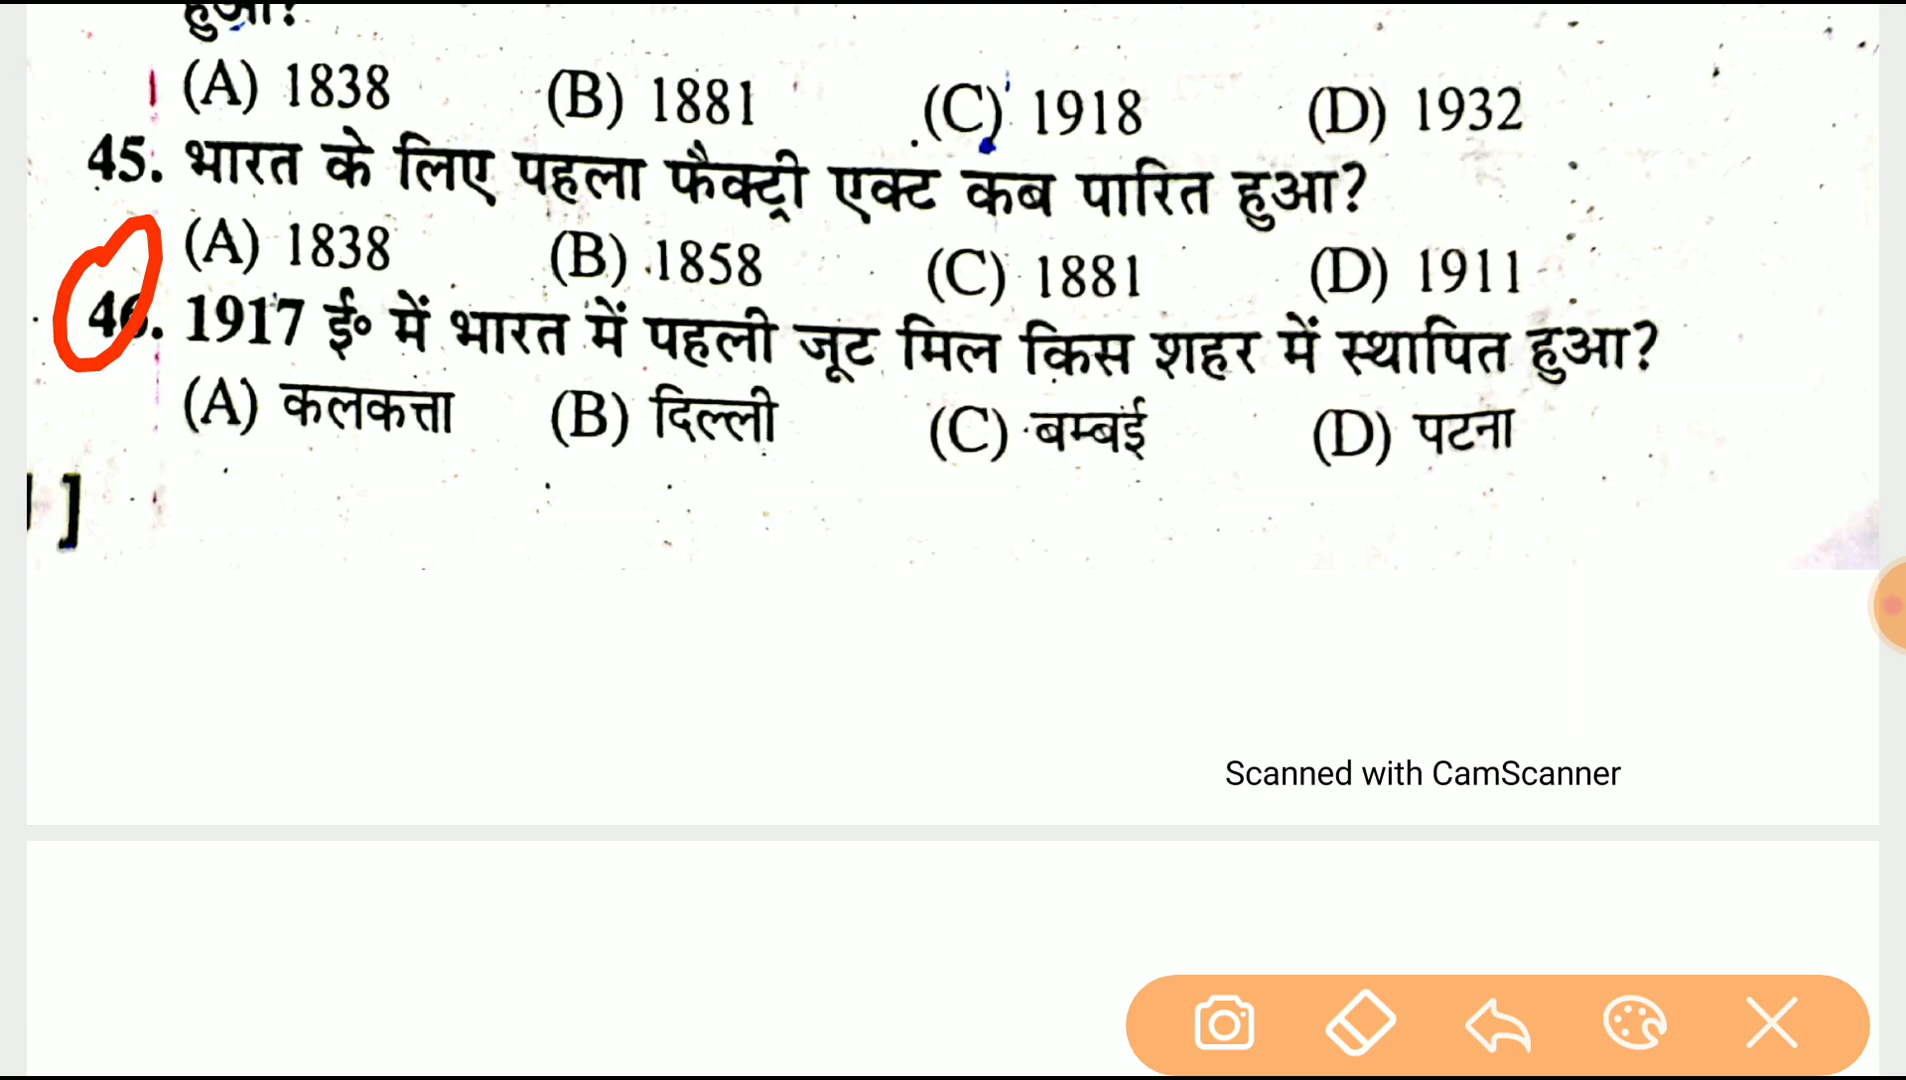 हुआ?
(A) 1838 (B) 1881 (C) 1918 (D) 1932
45. भारत के लिए पहला फैक्ट्री एक्ट कब पारित हुआ?
(A) 1838 (B) 1858 (C) 1881 (D) 1911
46. 1917 ई॰ में भारत में पहली जूट मिल किस शहर में स्थापित हुआ?
(A) कलकत्ता (B) दिल्ली (C) बम्बई (D) पटना
]
Scanned with CamScanner